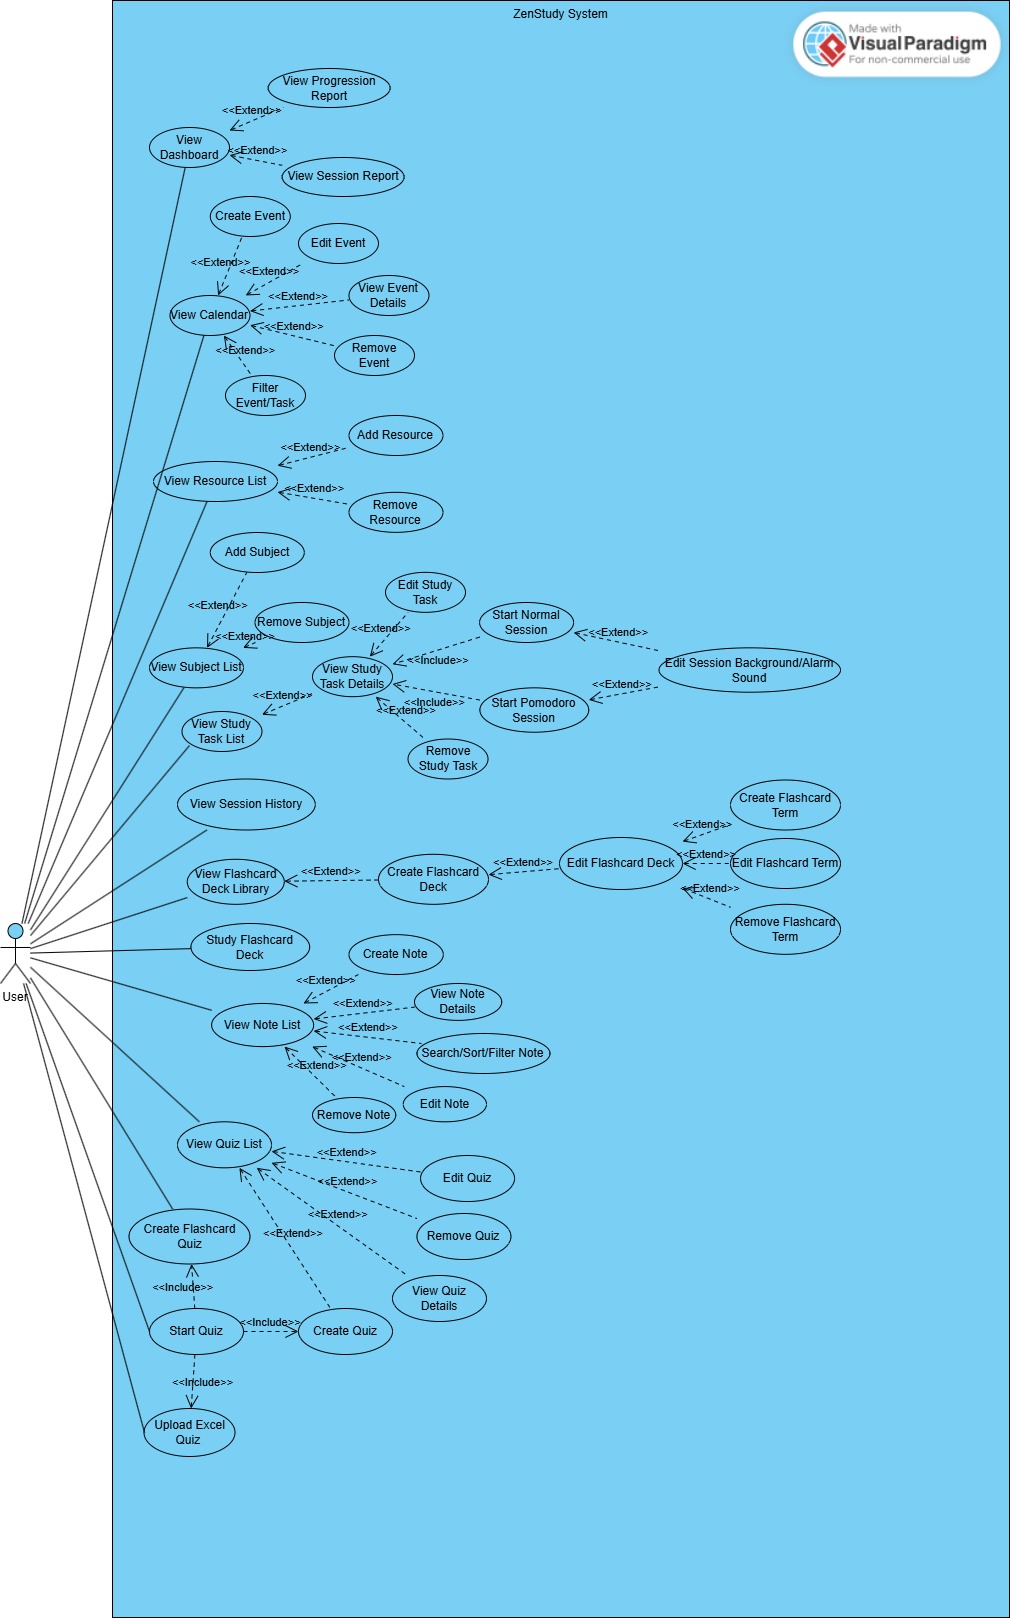 ZenStudy System
Made with
Visual Paradigm
For non-commercial use
View Progression
Report
<<Extend>>
View
Dashboard
<<Extend>>
View Session Report
Create Event
Edit Event
<<Extend>>
<<Extend>>
View Event
Details
<<Extend>>
View Calendar
<<Extend>>
Remove
Event
<<Extend>>
Filter
Event/Task
Add Resource
<<Extend>>
View Resource List
<<Extend>>
Remove
Resource
Add Subject
<<Extend>>
Remove Subject
<<Extend>>
View Subject List
Edit Study
Task
<<Extend>>
Start Normal
Session
<<Extend>>
<<Include>>
View Study
Task Details
Edit Session Background/Alarm
Sound
<<Extend>>
<<Extend>>
<<Include>>
<<Extend>>
Start Pomodoro
Session
View Study
Task List
Remove
Study Task
View Session History
Create Flashcard
Term
<<Extend>>
View Flashcard
Deck Library
<<Extend>>
Create Flashcard
Deck
<<Extend>>
Edit Flashcard Deck
<<Extend>>
Edit Flashcard Term
<<Extend>>
Remove Flashcard
Term
Study Flashcard
Deck
User
Create Note
<<Extend>>
View Note
Details
<<Extend>>
View Note List
<<Extend>>
Search/Sort/Filter Note
<<Extend>>
<<Extend>>
Edit Note
Remove Note
View Quiz List
<<Extend>>
Edit Quiz
<<Extend>>
<<Extend>>
Remove Quiz
<<Extend>>
Create Flashcard
Quiz
View Quiz
Details
<<Include>>
Start Quiz
<<Include>>
Create Quiz
<<Include>>
Upload Excel
Quiz